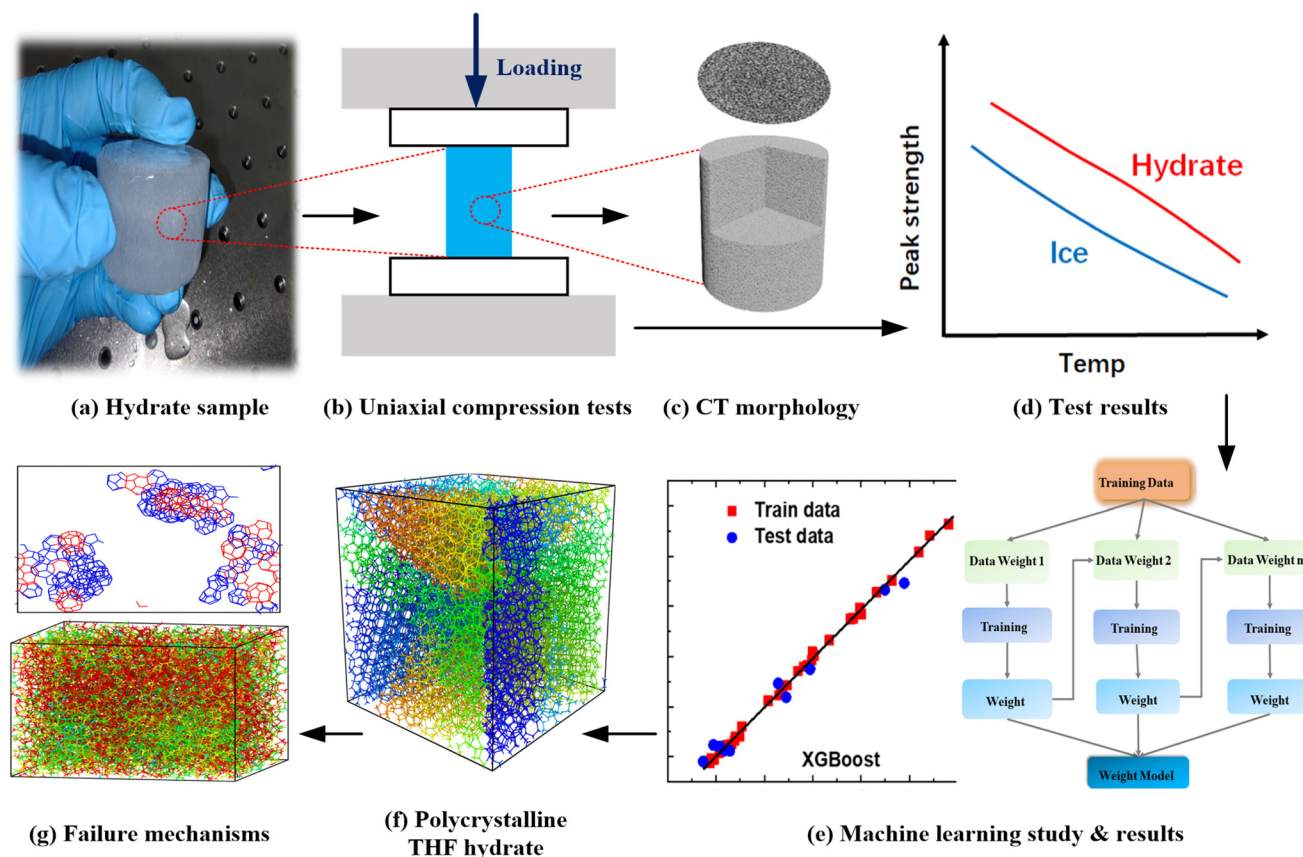 Loading
Peak strength
Hydrate
Ice
Temp
(a) Hydrate sample
(b) Uniaxial compression tests
(c) CT morphology
(d) Test results
Train data
Test data
XGBoost
Training Data
Data Weight 1
Data Weight 2
Data Weight n
Training
Training
Training
Weight
Weight
Weight
Weight Model
(g) Failure mechanisms
(f) Polycrystalline
THF hydrate
(e) Machine learning study & results